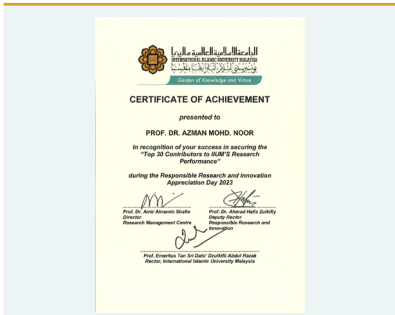 الجامعة الإسلامية العالمية ماليزيا
INTERNATIONAL ISLAMIC UNIVERSITY MALAYSIA
Garden of Knowledge and Virtue
CERTIFICATE OF ACHIEVEMENT
presented to
PROF. DR. AZMAN MOHD. NOOR
In recognition of your success in securing the
"Top 30 Contributors to IIUM'S Research
Performance"
during the Responsible Research and Innovation
Appreciation Day 2023
Prof. Dr. Amir Akramin Shafie
Director
Research Management Centre
Prof. Dr. Ahmad Hafiz Zulkifly
Deputy Rector
Responsible Research and
Innovation
Prof. Emeritus Tan Sri Dato' Dzulkifli Abdul Razak
Rector, International Islamic University Malaysia